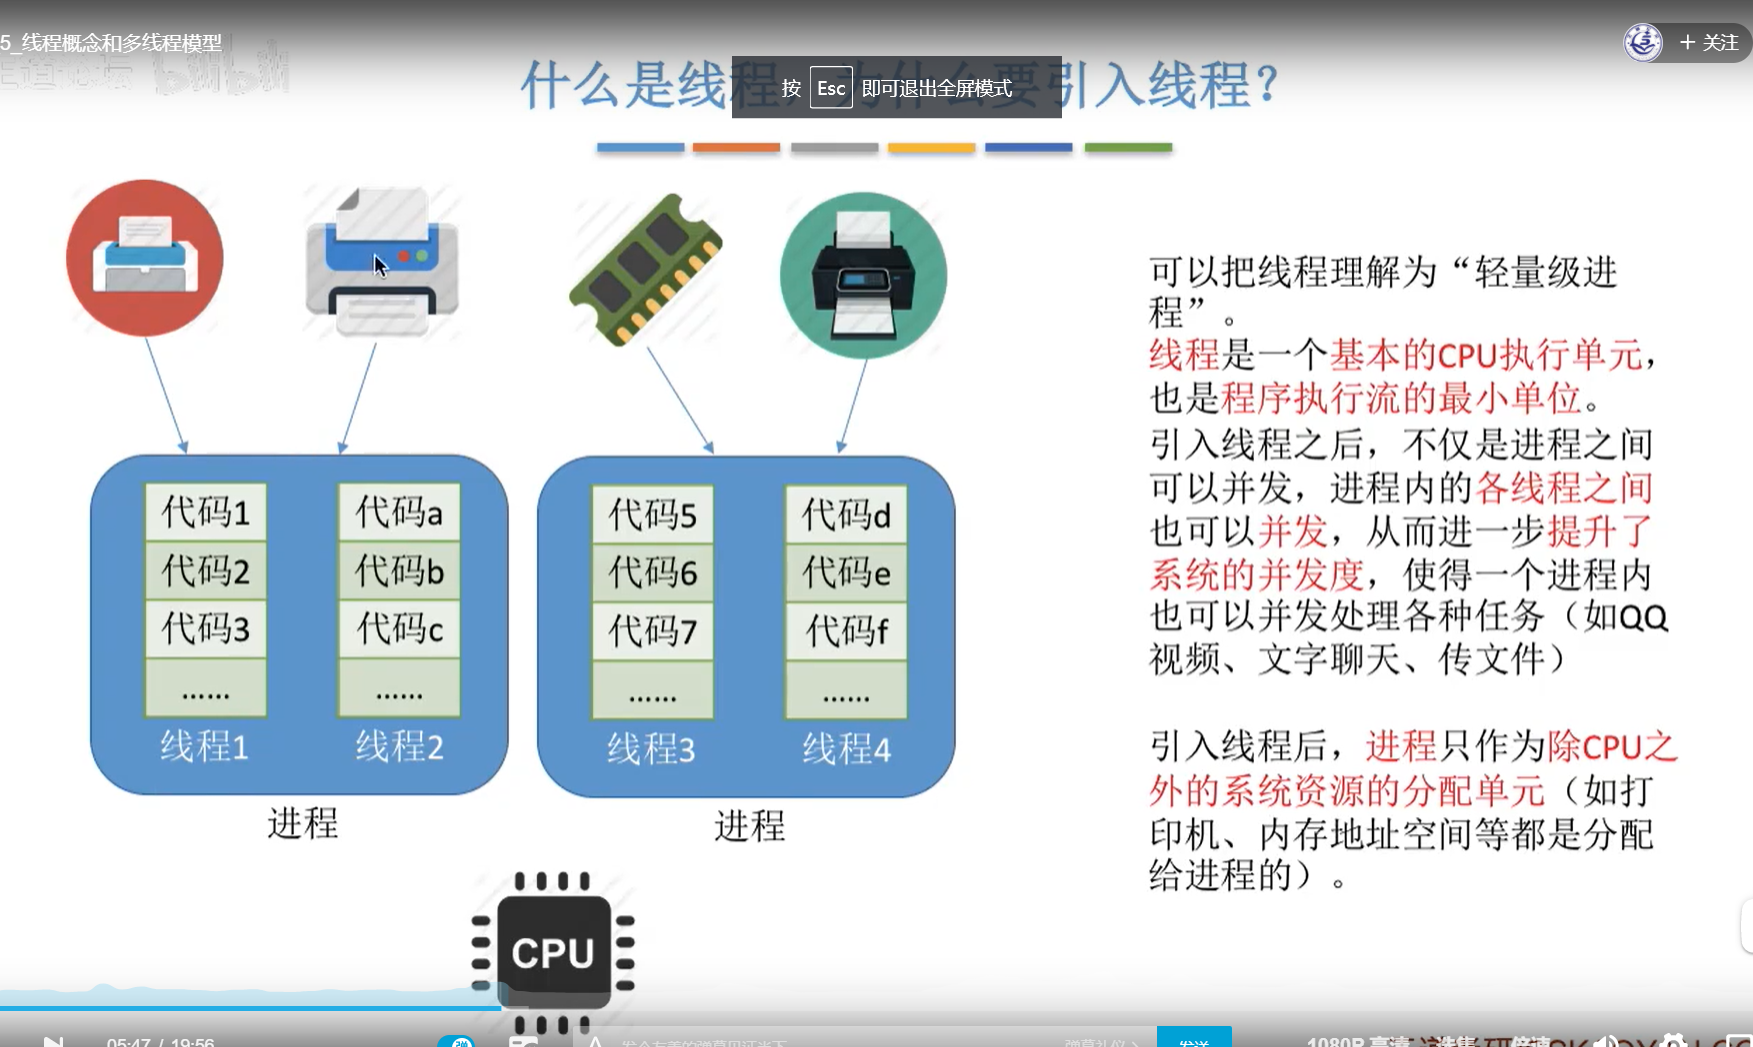 5_线程概念和多线程模型
王道论坛 bilibili
+ 关注
什么是线程，为什么要引入线程？
按 Esc 即可退出全屏模式
代码1
代码2
代码3
……
线程1
代码a
代码b
代码c
……
线程2
进程
代码5
代码6
代码7
……
线程3
代码d
代码e
代码f
……
线程4
进程
CPU
可以把线程理解为“轻量级进
程”。
线程是一个基本的CPU执行单元，
也是程序执行流的最小单位。
引入线程之后，不仅是进程之间
可以并发，进程内的各线程之间
也可以并发，从而进一步提升了
系统的并发度，使得一个进程内
也可以并发处理各种任务（如QQ
视频、文字聊天、传文件）
引入线程后，进程只作为除CPU之
外的系统资源的分配单元（如打
印机、内存地址空间等都是分配
给进程的）。
05:47 / 19:56
弹
发送
1080P 高清
选集
倍速